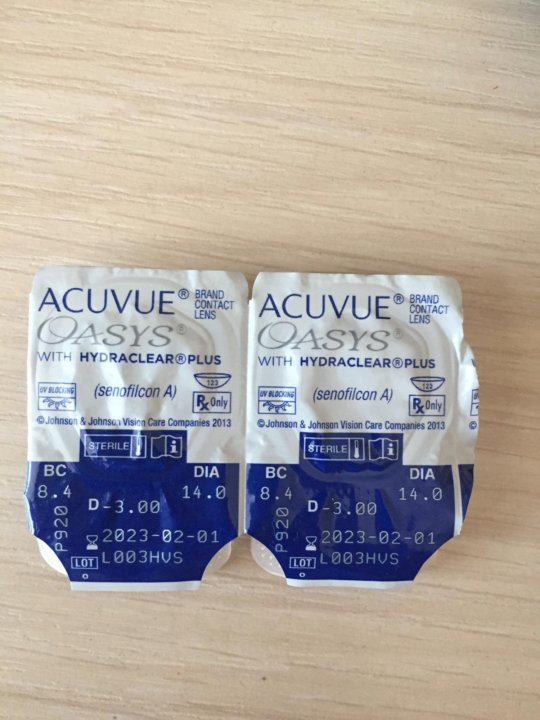 ACUVUE® BRAND CONTACT LENS
OASYS®
WITH HYDRACLEAR®PLUS
UV BLOCKING
(senofilcon A)
123
Rx Only
©Johnson & Johnson Vision Care Companies 2013
STERILE
BC
8.4
DIA
14.0
P920
D -3.00
2023-02-01
LOT L003HVS
ACUVUE® BRAND CONTACT LENS
OASYS®
WITH HYDRACLEAR®PLUS
UV BLOCKING
(senofilcon A)
123
Rx Only
©Johnson & Johnson Vision Care Companies 2013
©
STERILE
BC
8.4
DIA
14.0
P920
D -3.00
2023-02-01
LOT L003HVS